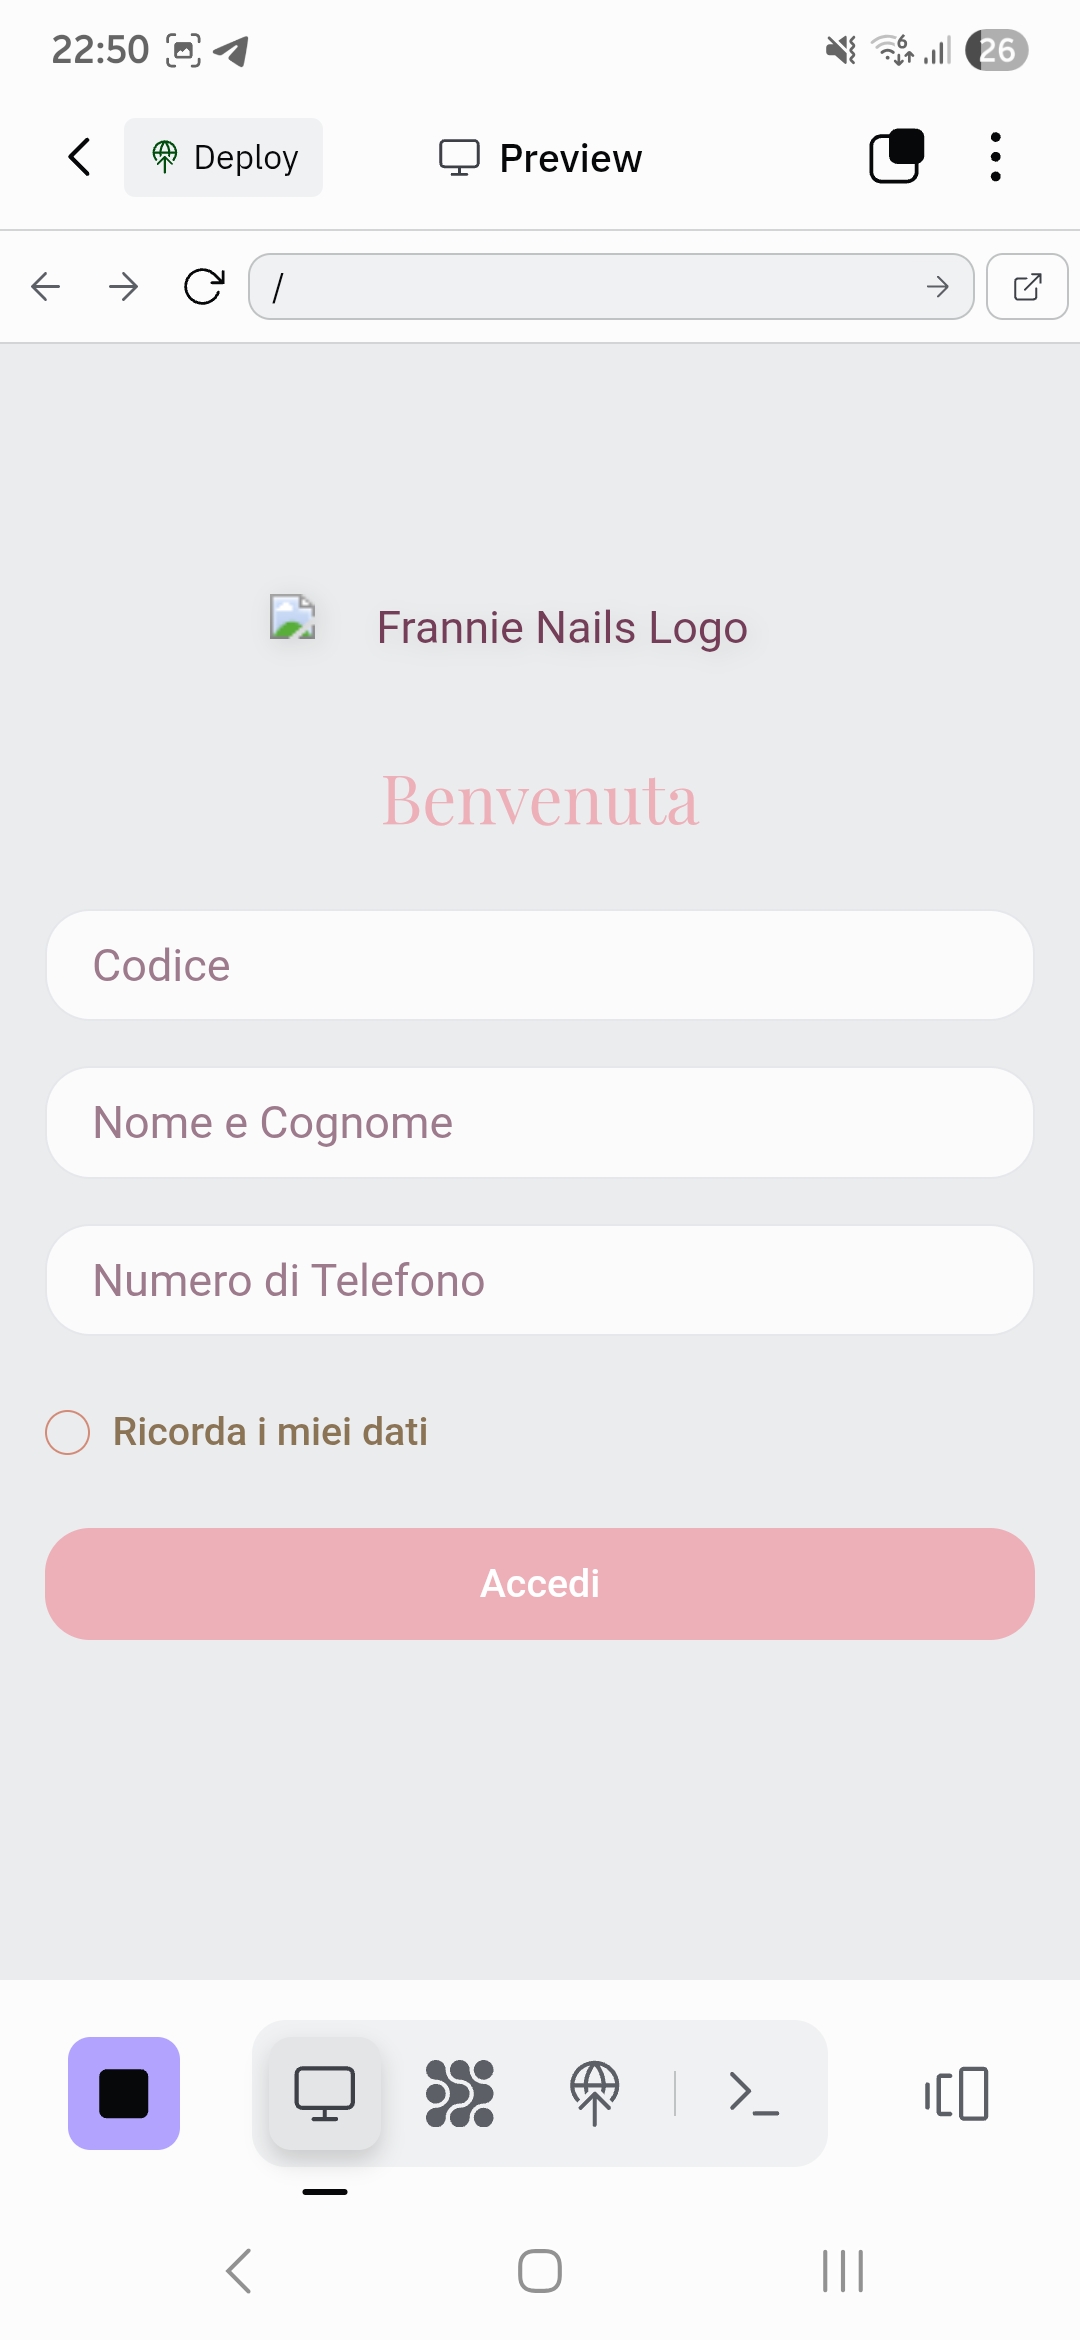 22:50
6
26
Deploy
Preview
/
Frannie Nails Logo
Benvenuta
Codice
Nome e Cognome
Numero di Telefono
Ricorda i miei dati
Accedi